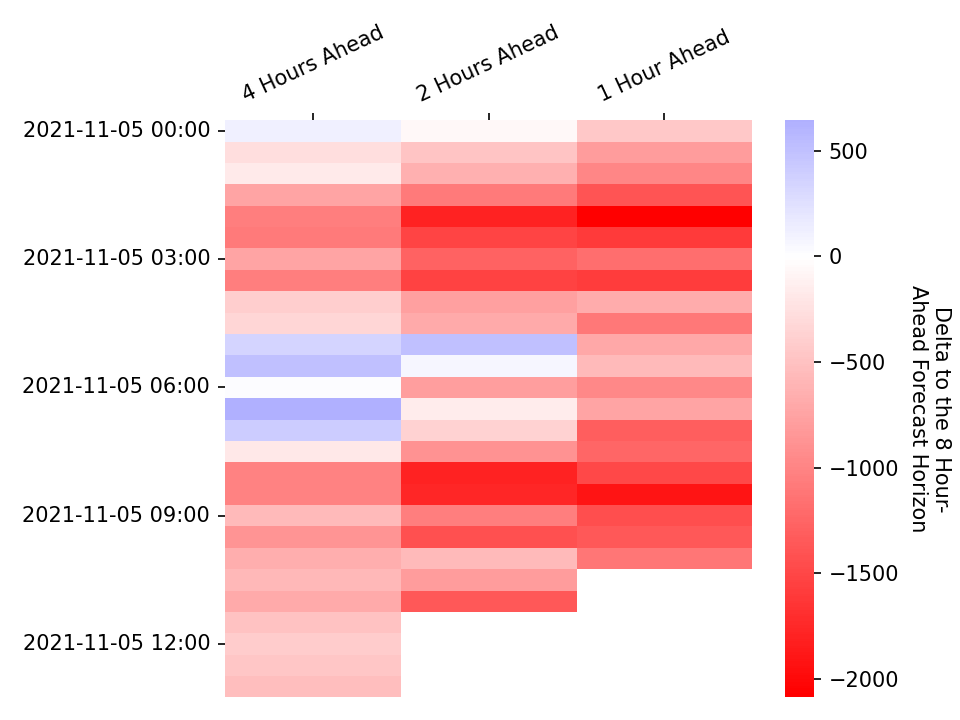 4 Hours Ahead
2 Hours Ahead
1 Hour Ahead
2021-11-05 00:00
2021-11-05 03:00
2021-11-05 06:00
2021-11-05 09:00
2021-11-05 12:00
500
0
−500
−1000
−1500
−2000
Delta to the 8 Hour-
Ahead Forecast Horizon